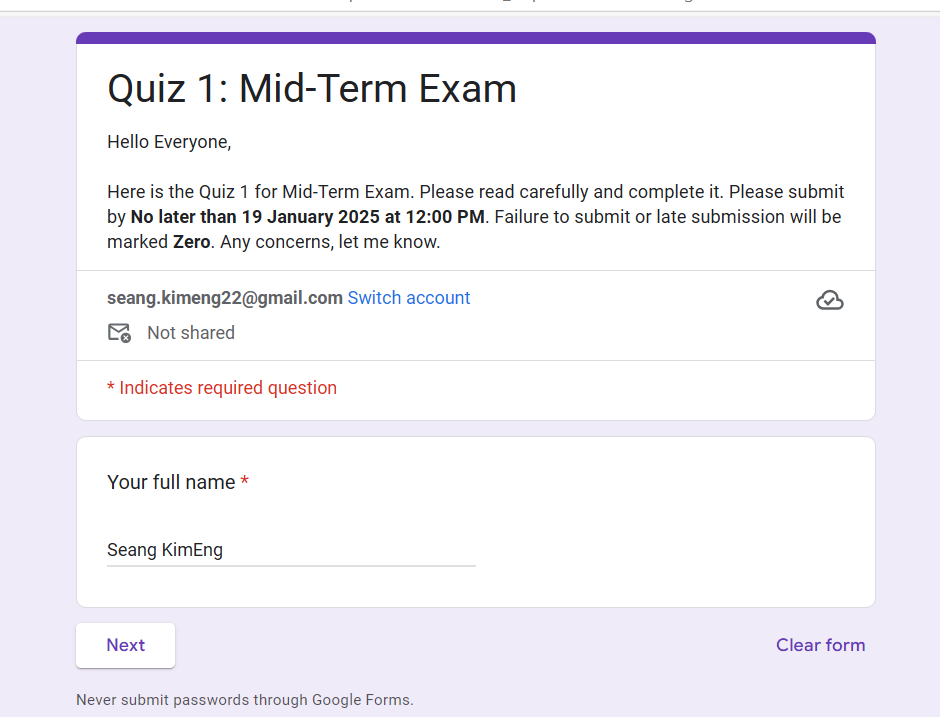 Quiz 1: Mid-Term Exam
Hello Everyone,
Here is the Quiz 1 for Mid-Term Exam. Please read carefully and complete it. Please submit
by No later than 19 January 2025 at 12:00 PM. Failure to submit or late submission will be
marked Zero. Any concerns, let me know.
seang.kimeng22@gmail.com Switch account
Not shared
* Indicates required question
Your full name *
Seang KimEng
Next
Clear form
Never submit passwords through Google Forms.